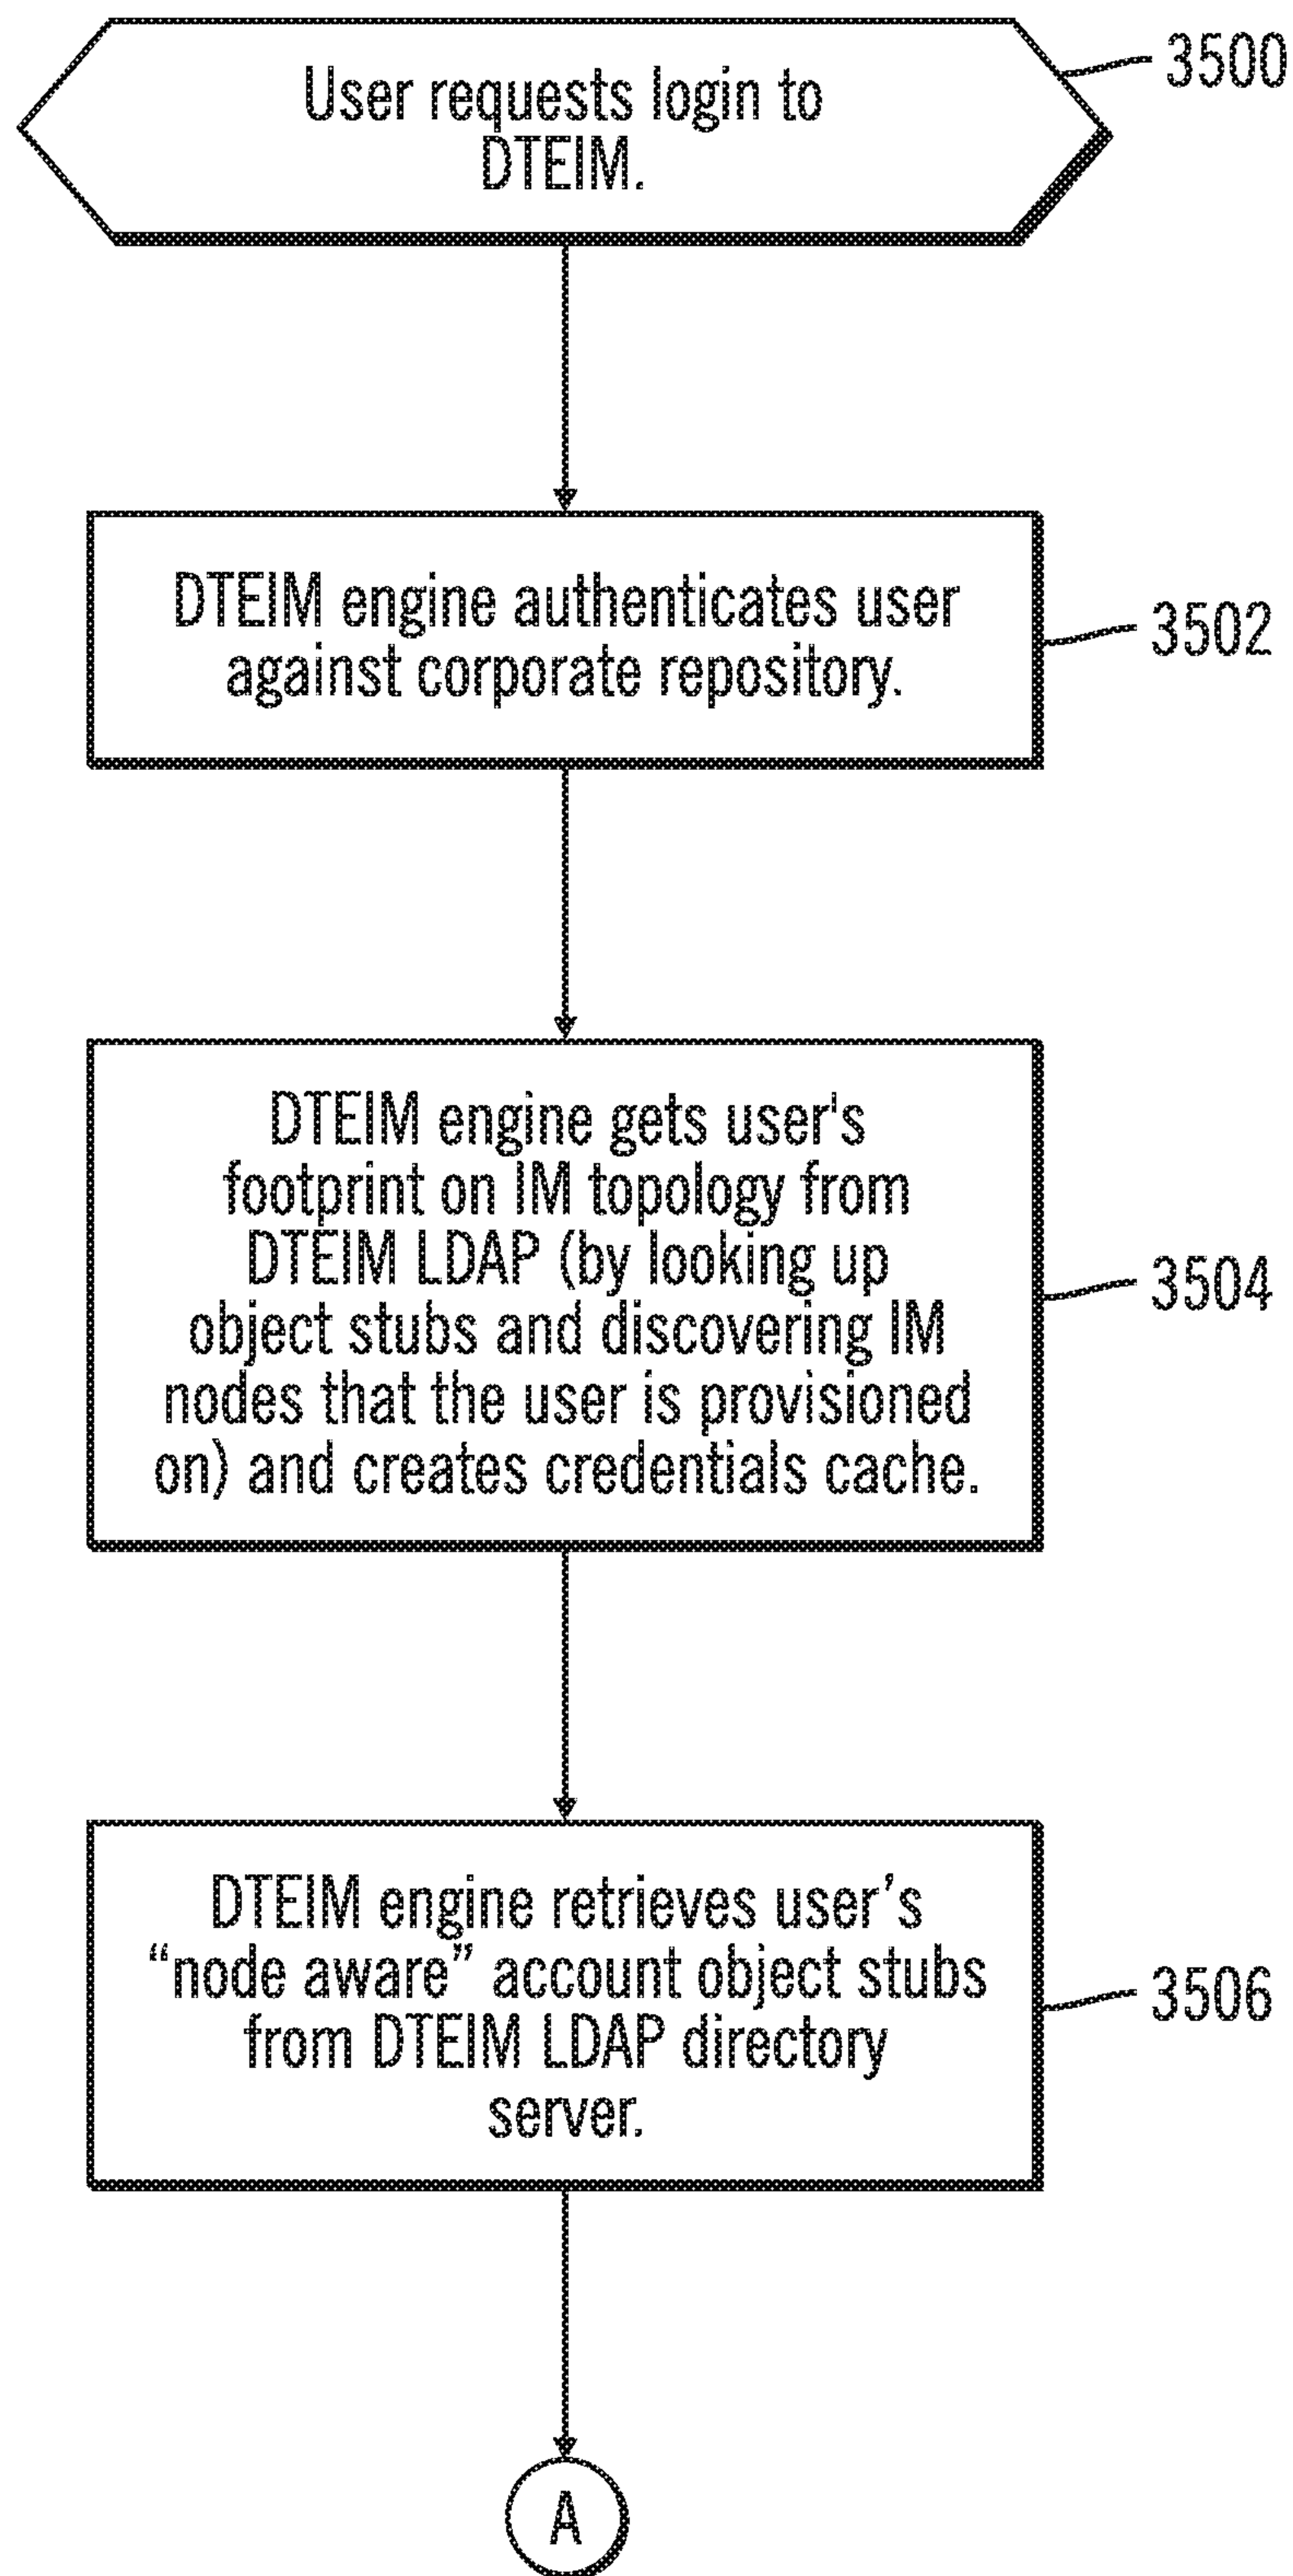 User requests login to
DTEIM.
3500
DTEIM engine authenticates user
against corporate repository.
3502
DTEIM engine gets user's
footprint on IM topology from
DTEIM LDAP (by looking up
object stubs and discovering IM
nodes that the user is provisioned
on) and creates credentials cache.
3504
DTEIM engine retrieves user’s
“node aware” account object stubs
from DTEIM LDAP directory
server.
3506
A